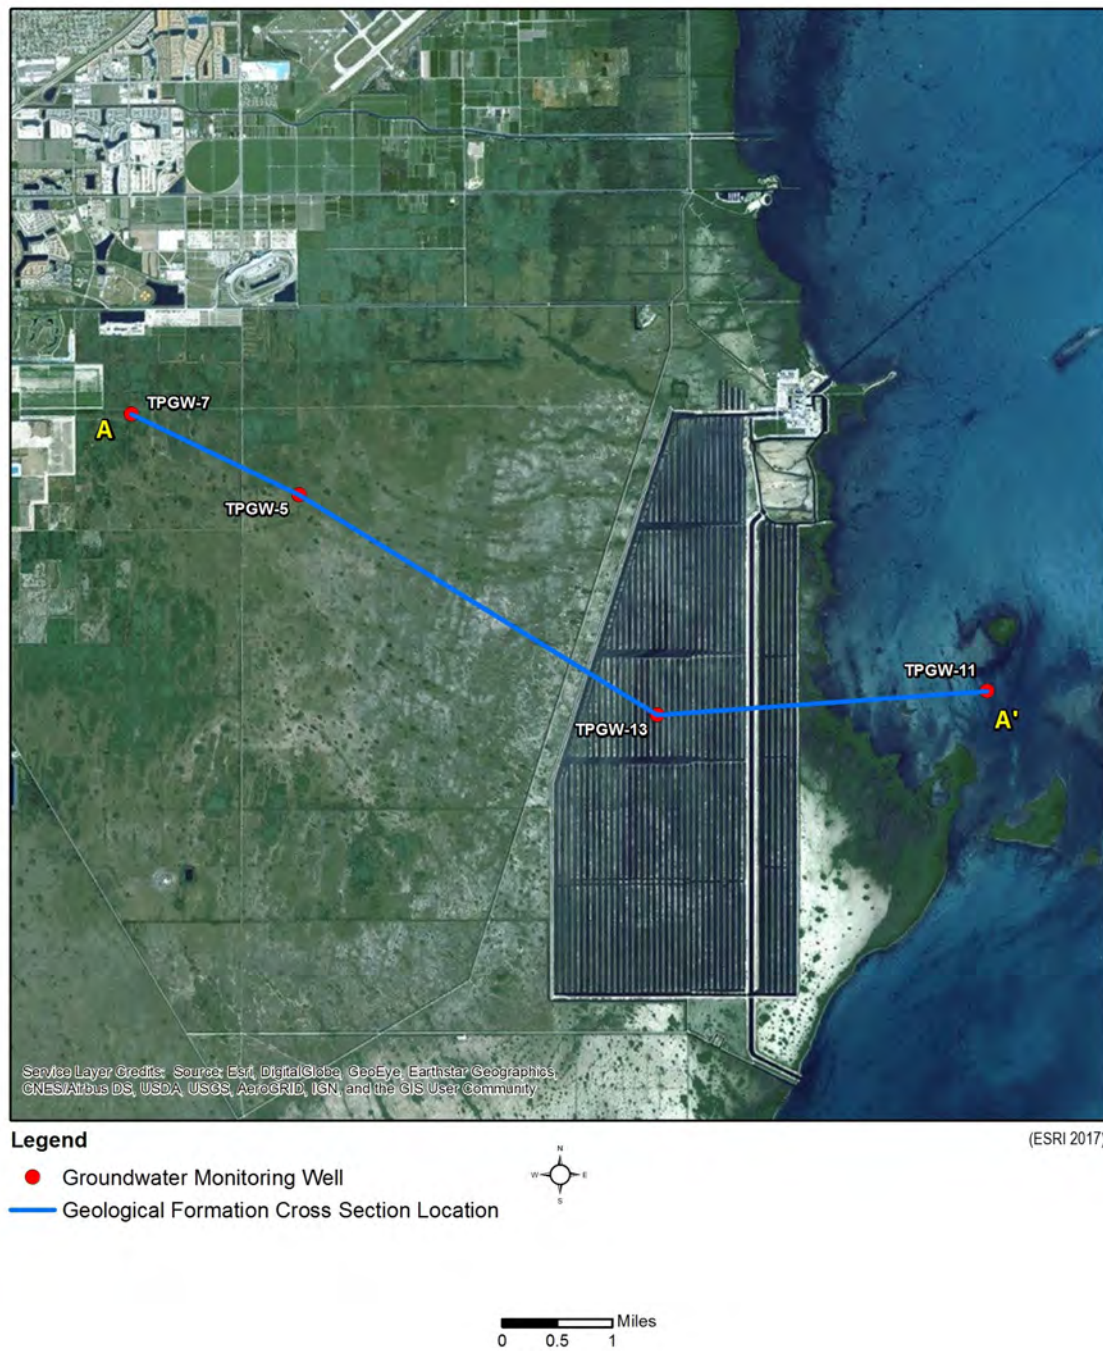 TPGW-7
A
TPGW-5
TPGW-11
A'
TPGW-13
Service Layer Credits: Source: Esri, DigitalGlobe, GeoEye, Earthstar Geographics,
CNES/Airbus DS, USDA, USGS, AeroGRID, IGN, and the GIS User Community
Legend
(ESRI 2017)
N
W
E
S
Groundwater Monitoring Well
Geological Formation Cross Section Location
Miles
0 0.5 1